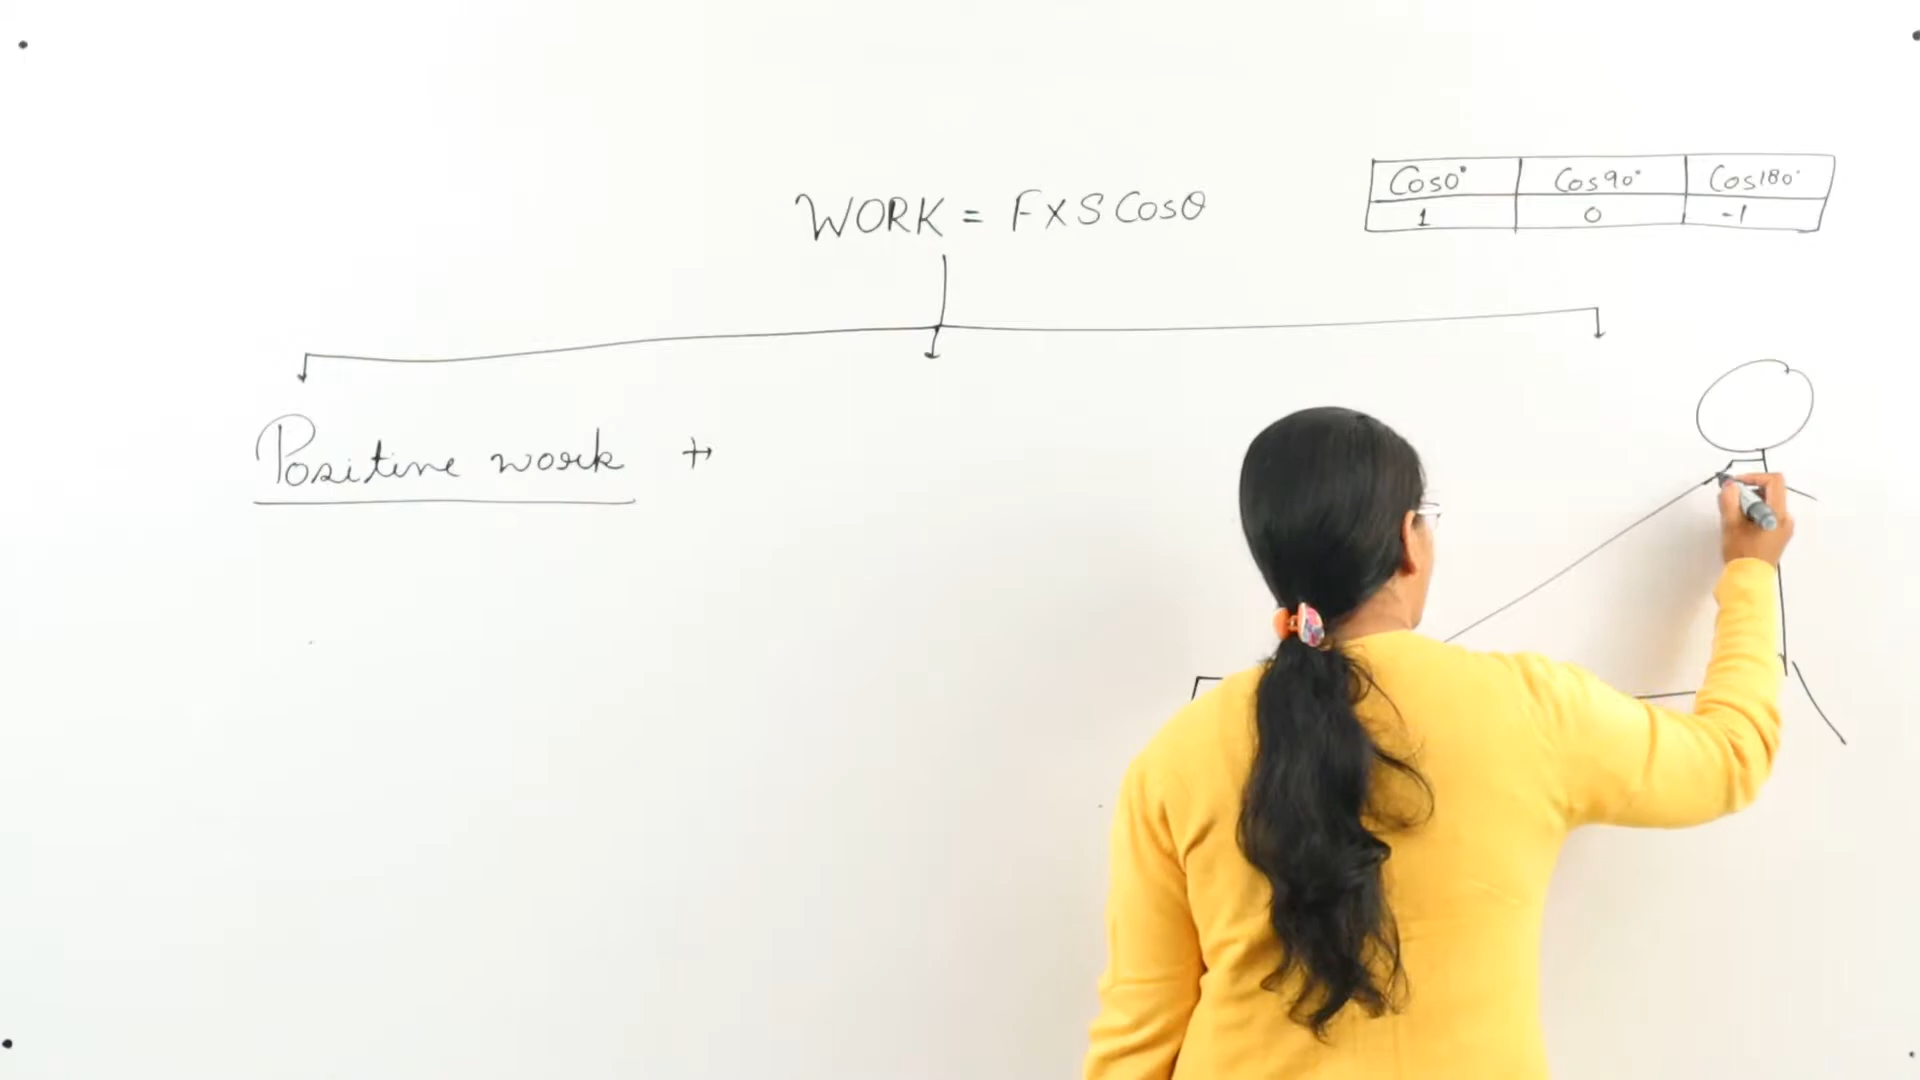 WORK = F×S Cosθ
Cos0° Cos90° Cos180°
1 0 -1
Positive work +